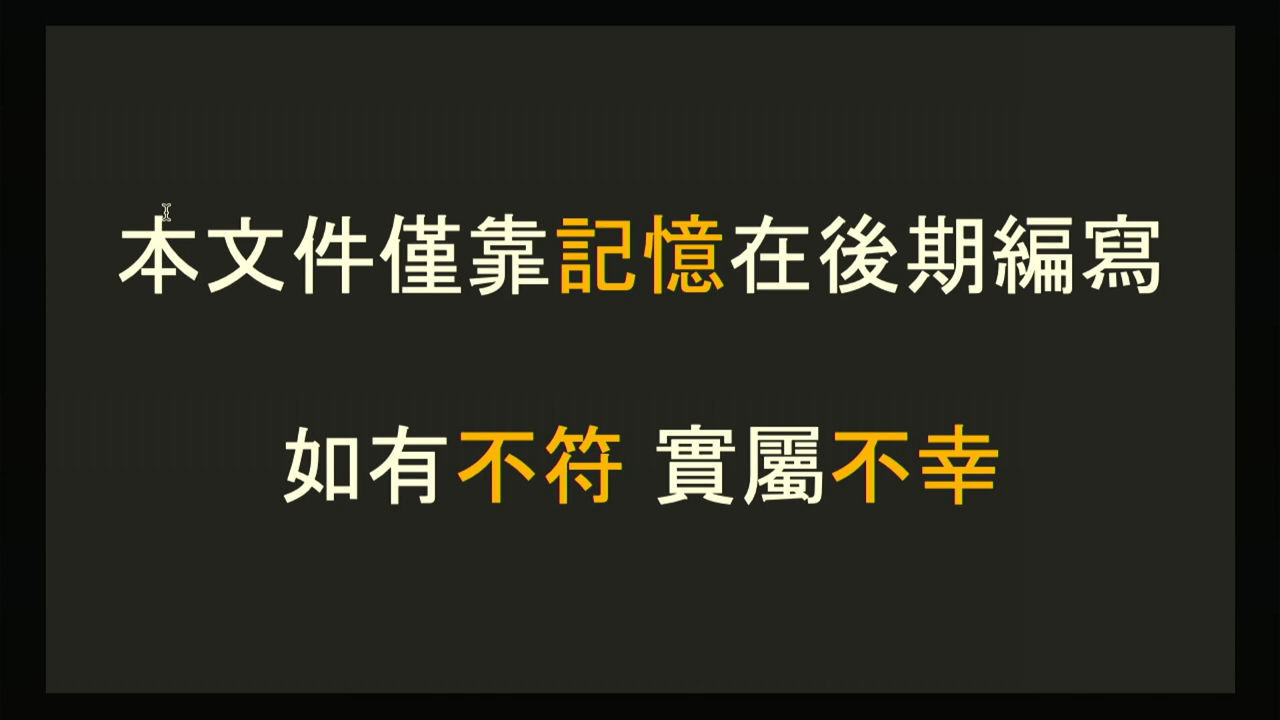 本文件僅靠記憶在後期編寫
如有不符 實屬不幸